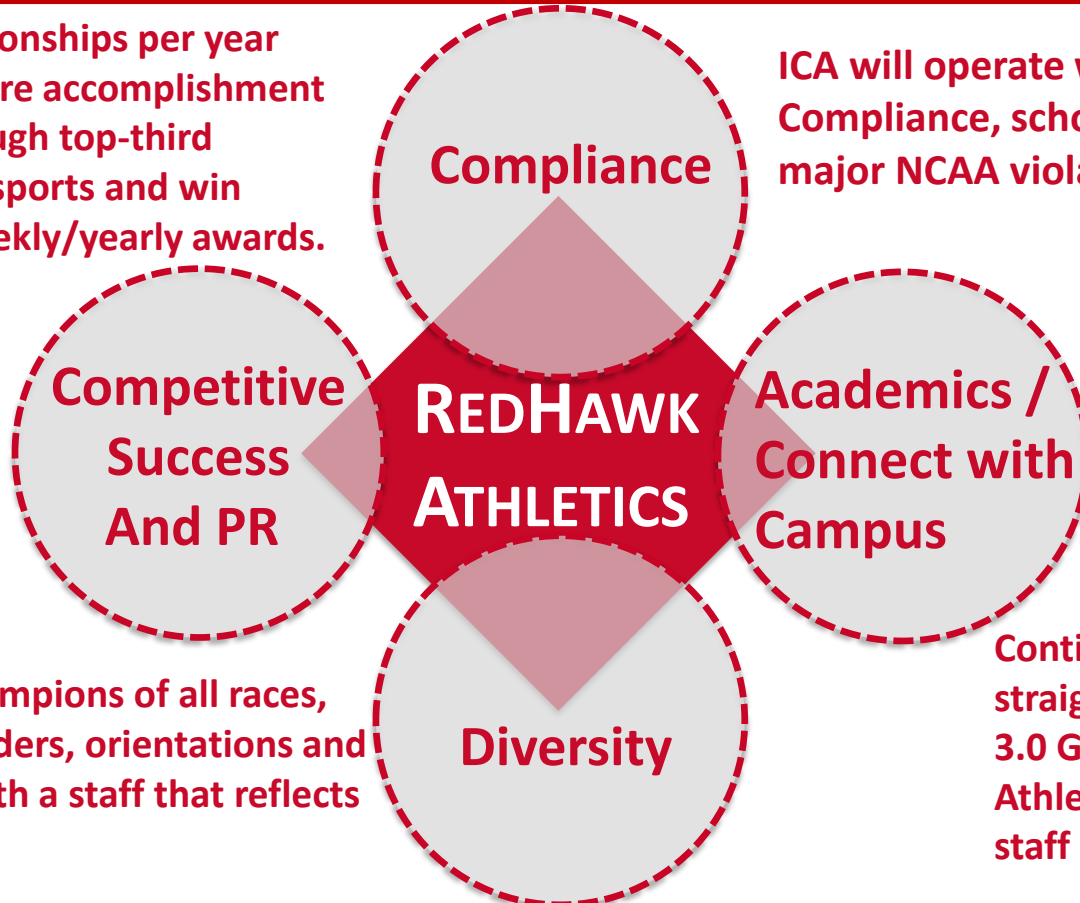 onships per year
re accomplishment
ugh top-third
sports and win
ekly/yearly awards.
Compliance
ICA will operate
Compliance, scho
major NCAA viola
Competitive
Success
And PR
REDHAWK
ATHLETICS
Academics /
Connect with
Campus
mpions of all races,
ders, orientations and
th a staff that reflects
Diversity
Conti
straig
3.0 G
Athle
staff